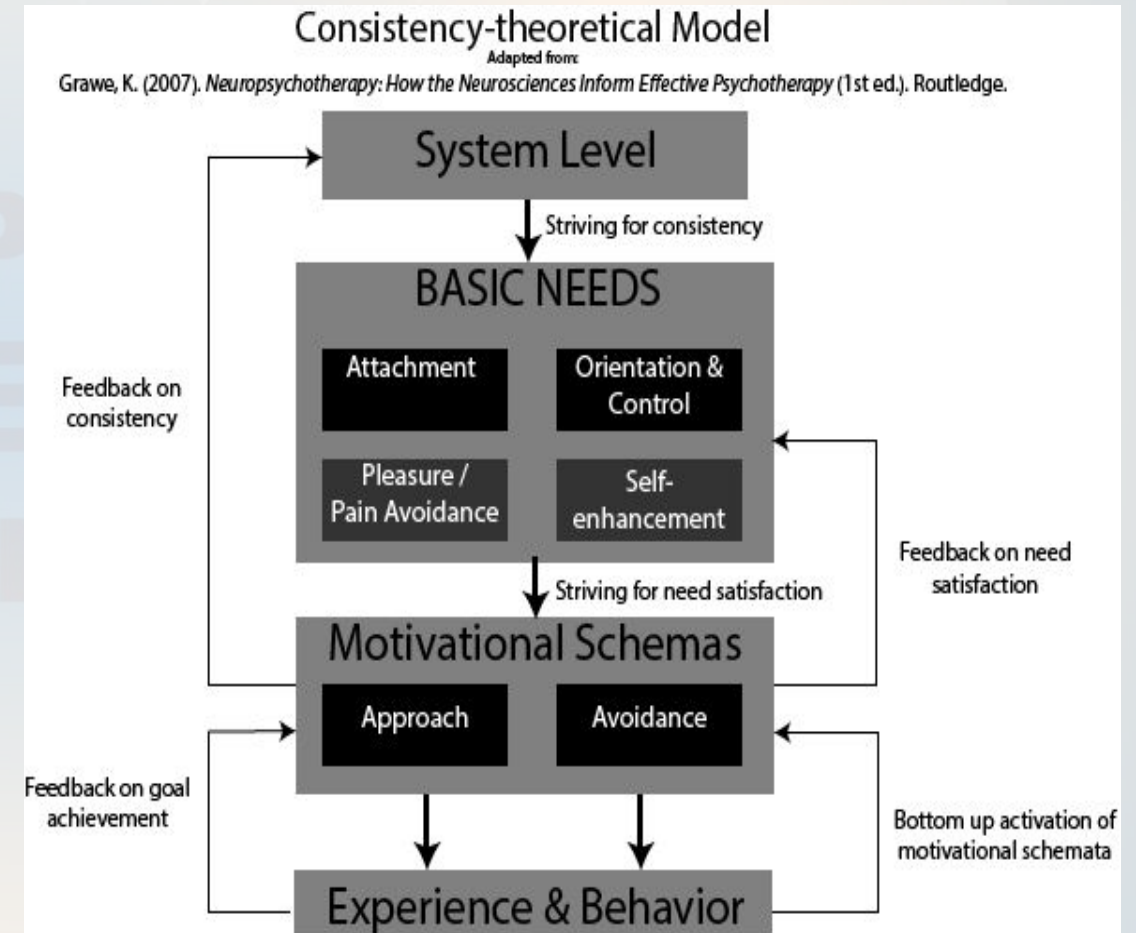 Consistency-theoretical Model
Adapted from:
Grawe, K. (2007). Neuropsychotherapy: How the Neurosciences Inform Effective Psychotherapy (1st ed.). Routledge.
System Level
Striving for consistency
BASIC NEEDS
Attachment
Orientation &
Control
Pleasure /
Pain Avoidance
Self-
enhancement
Feedback on
consistency
Feedback on need
satisfaction
Striving for need satisfaction
Motivational Schemas
Approach
Avoidance
Feedback on goal
achievement
Bottom up activation of
motivational schemata
Experience & Behavior